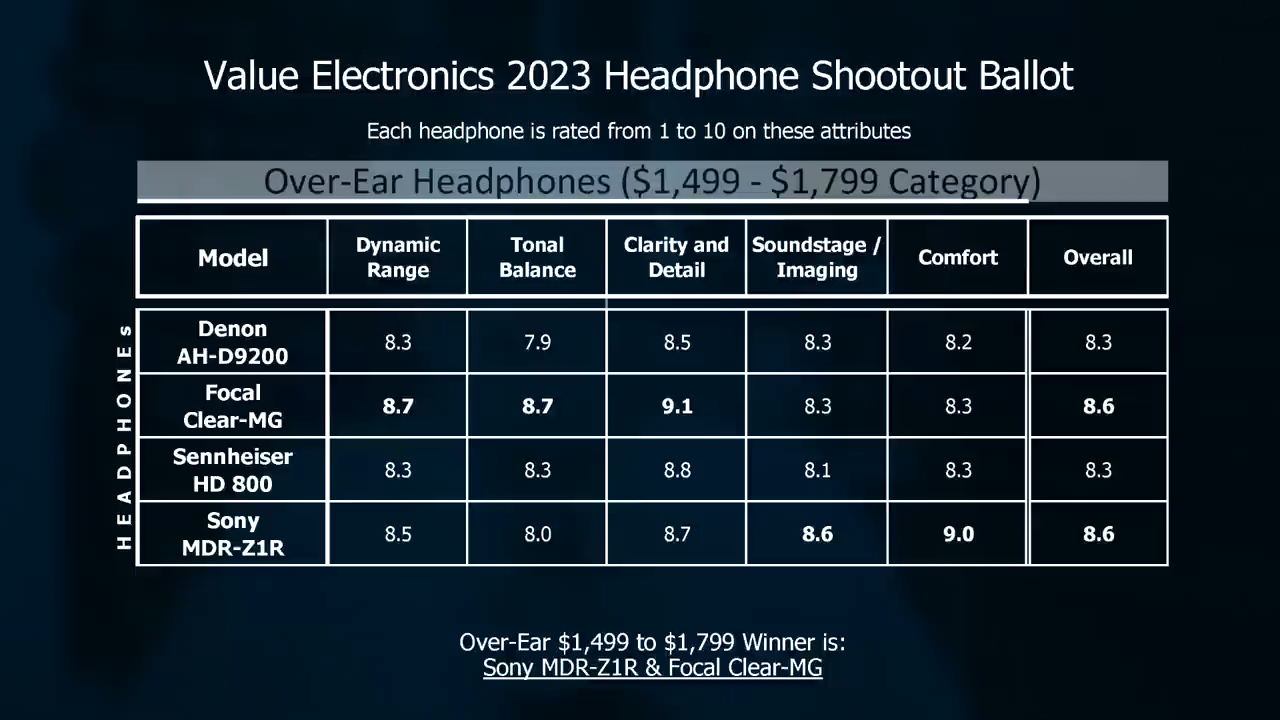 Value Electronics 2023 Headphone Shootout Ballot
Each headphone is rated from 1 to 10 on these attributes
Over-Ear Headphones ($1,499 - $1,799 Category)
Model Dynamic Range Tonal Balance Clarity and Detail Soundstage / Imaging Comfort Overall
HEADPHONES
Denon AH-D9200 8.3 7.9 8.5 8.3 8.2 8.3
Focal Clear-MG 8.7 8.7 9.1 8.3 8.3 8.6
Sennheiser HD 800 8.3 8.3 8.8 8.1 8.3 8.3
Sony MDR-Z1R 8.5 8.0 8.7 8.6 9.0 8.6
Over-Ear $1,499 to $1,799 Winner is:
Sony MDR-Z1R & Focal Clear-MG